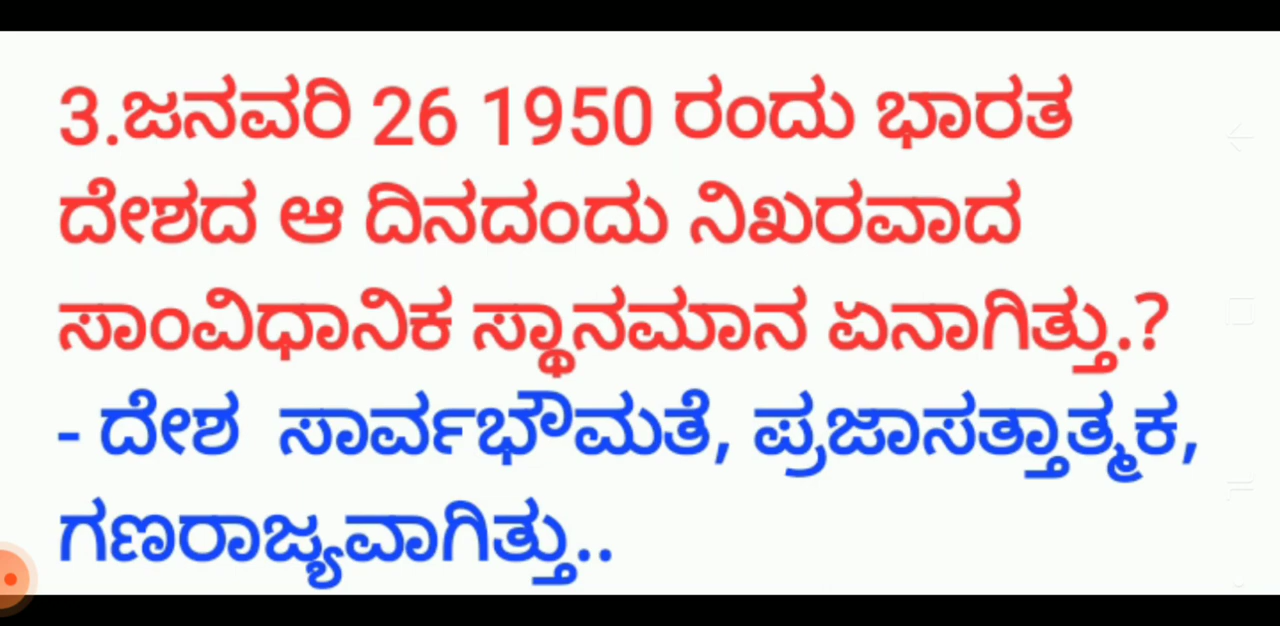 3.ಜನವರಿ 26 1950 ರಂದು ಭಾರತ
ದೇಶದ ಆ ದಿನದಂದು ನಿಖರವಾದ
ಸಾಂವಿಧಾನಿಕ ಸ್ಥಾನಮಾನ ಏನಾಗಿತ್ತು.?
- ದೇಶ ಸಾರ್ವಭೌಮತೆ, ಪ್ರಜಾಸತ್ತಾತ್ಮಕ,
ಗಣರಾಜ್ಯವಾಗಿತ್ತು..